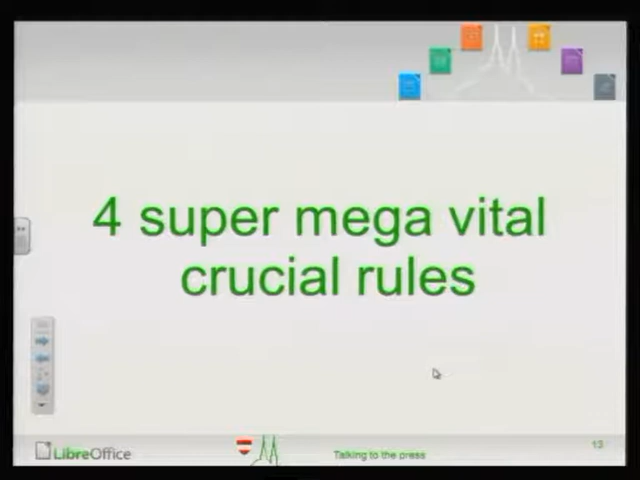 4 super mega vital
crucial rules
LibreOffice
Talking to the press
13